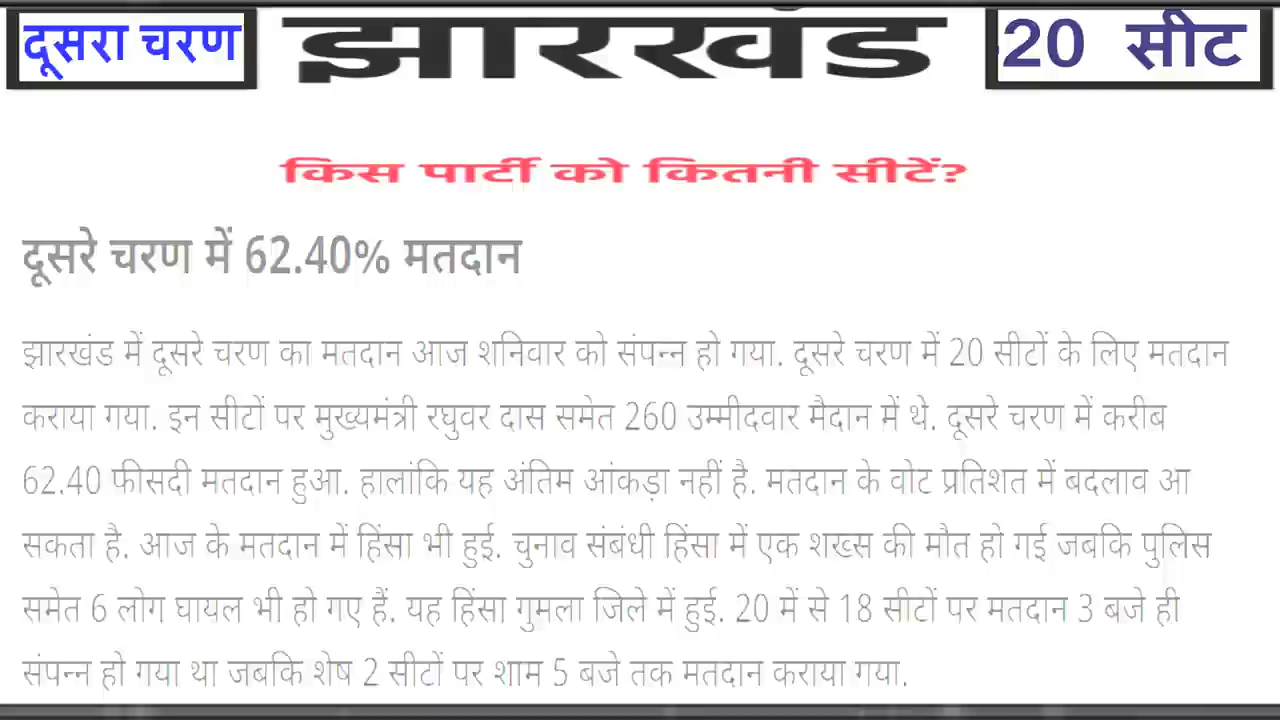 दूसरा चरण झारखंड 20 सीट
किस पार्टी को कितनी सीटें?
दूसरे चरण में 62.40% मतदान
झारखंड में दूसरे चरण का मतदान आज शनिवार को संपन्न हो गया. दूसरे चरण में 20 सीटों के लिए मतदान
कराया गया. इन सीटों पर मुख्यमंत्री रघुवर दास समेत 260 उम्मीदवार मैदान में थे. दूसरे चरण में करीब
62.40 फीसदी मतदान हुआ. हालांकि यह अंतिम आंकड़ा नहीं है. मतदान के वोट प्रतिशत में बदलाव आ
सकता है. आज के मतदान में हिंसा भी हुई. चुनाव संबंधी हिंसा में एक शख्स की मौत हो गई जबकि पुलिस
समेत 6 लोग घायल भी हो गए हैं. यह हिंसा गुमला जिले में हुई. 20 में से 18 सीटों पर मतदान 3 बजे ही
संपन्न हो गया था जबकि शेष 2 सीटों पर शाम 5 बजे तक मतदान कराया गया.